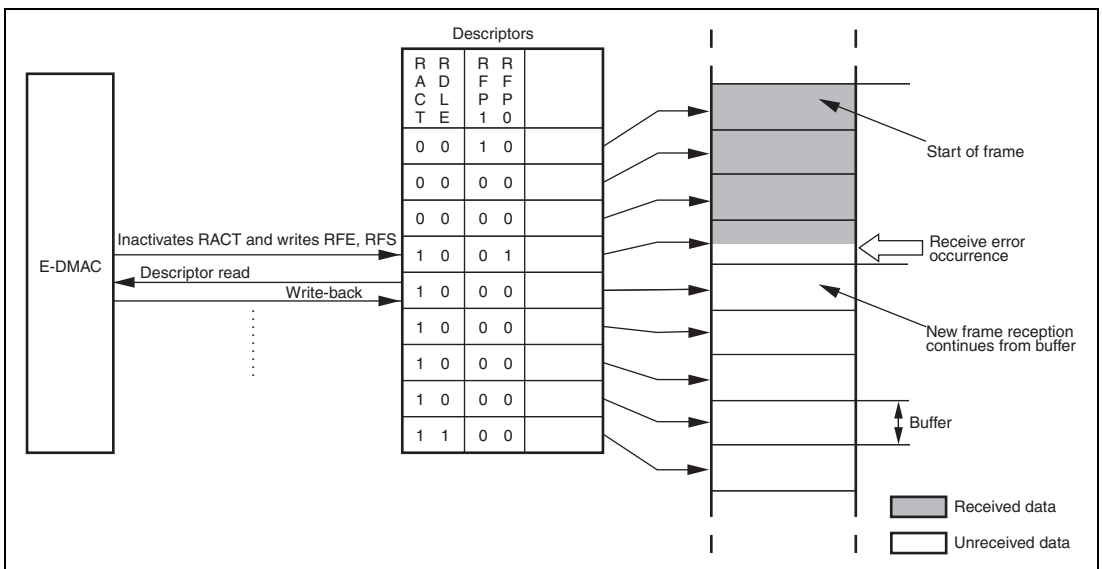 Descriptors
R R R R
A D F F
C L P P
T E 1 0
0 0 1 0
Start of frame
0 0 0 0
0 0 0 0
Inactivates RACT and writes RFE, RFS
1 0 0 1
Receive error
occurrence
E-DMAC
Descriptor read
1 0 0 0
Write-back
1 0 0 0
New frame reception
continues from buffer
1 0 0 0
1 0 0 0
Buffer
1 1 0 0
Received data
Unreceived data